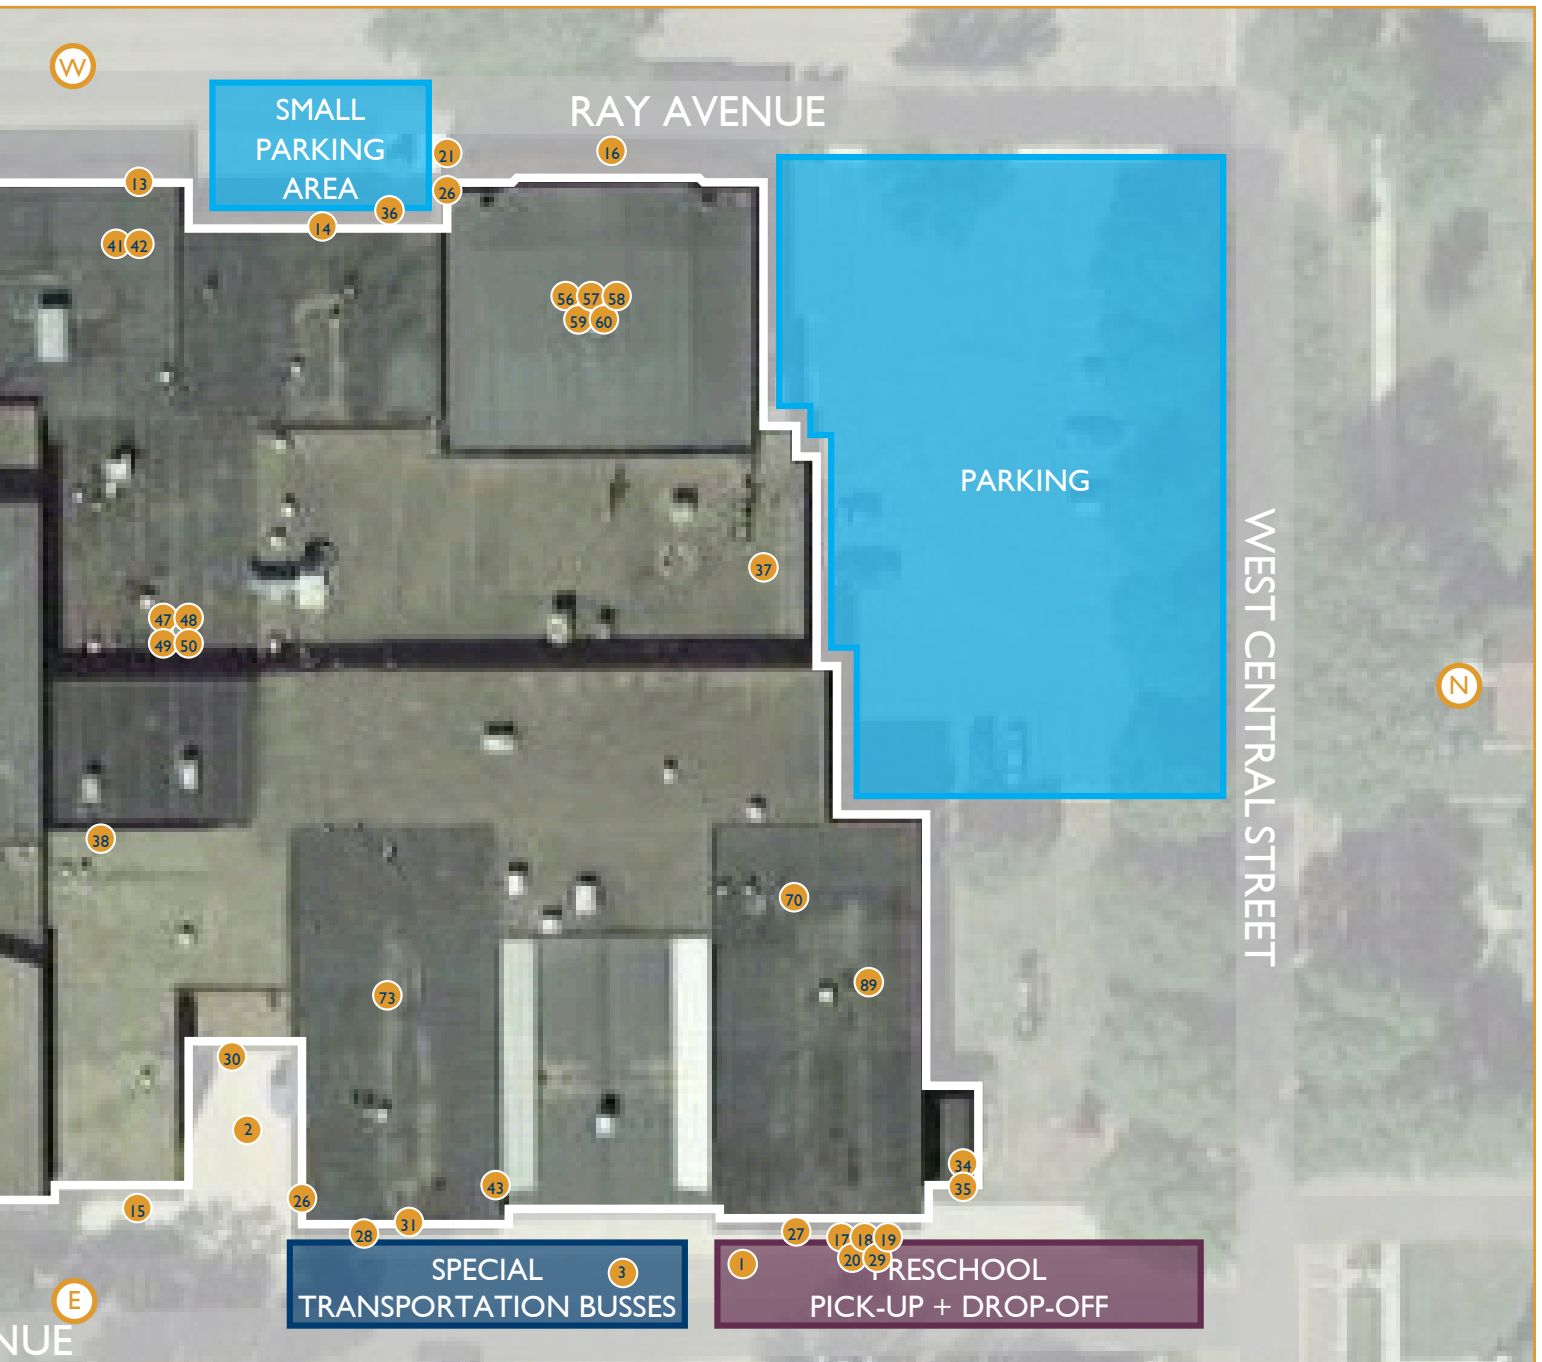 W
SMALL
PARKING
AREA
RAY AVENUE
21
16
13
26
36
14
41 42
56 57 58
59 60
PARKING
WEST CENTRAL STREET
37
47 48
49 50
N
38
70
73
89
30
2
34
35
43
26
15
31
28
27
17 18 19
20 29
1
3
SPECIAL
TRANSPORTATION BUSSES
PRESCHOOL
PICK-UP + DROP-OFF
E
NUE